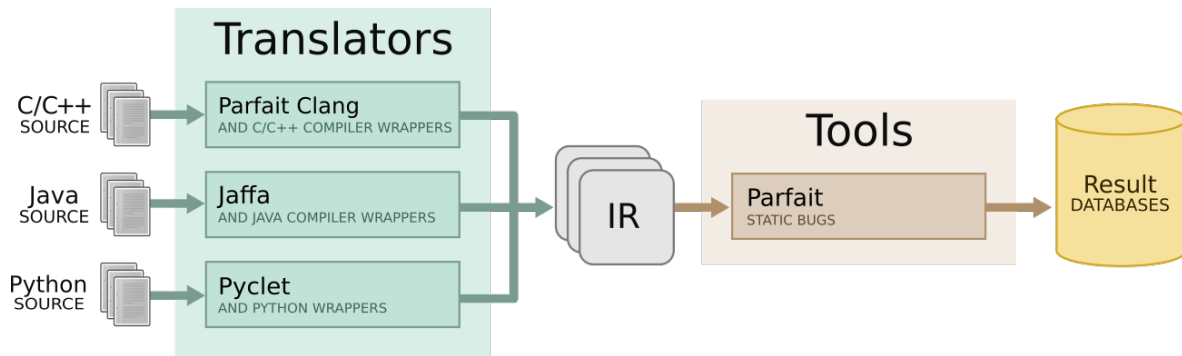 Translators
C/C++
SOURCE
Parfait Clang
AND C/C++ COMPILER WRAPPERS
Java
SOURCE
Jaffa
AND JAVA COMPILER WRAPPERS
Python
SOURCE
Pyclet
AND PYTHON WRAPPERS
IR
Tools
Parfait
STATIC BUGS
Result
DATABASES